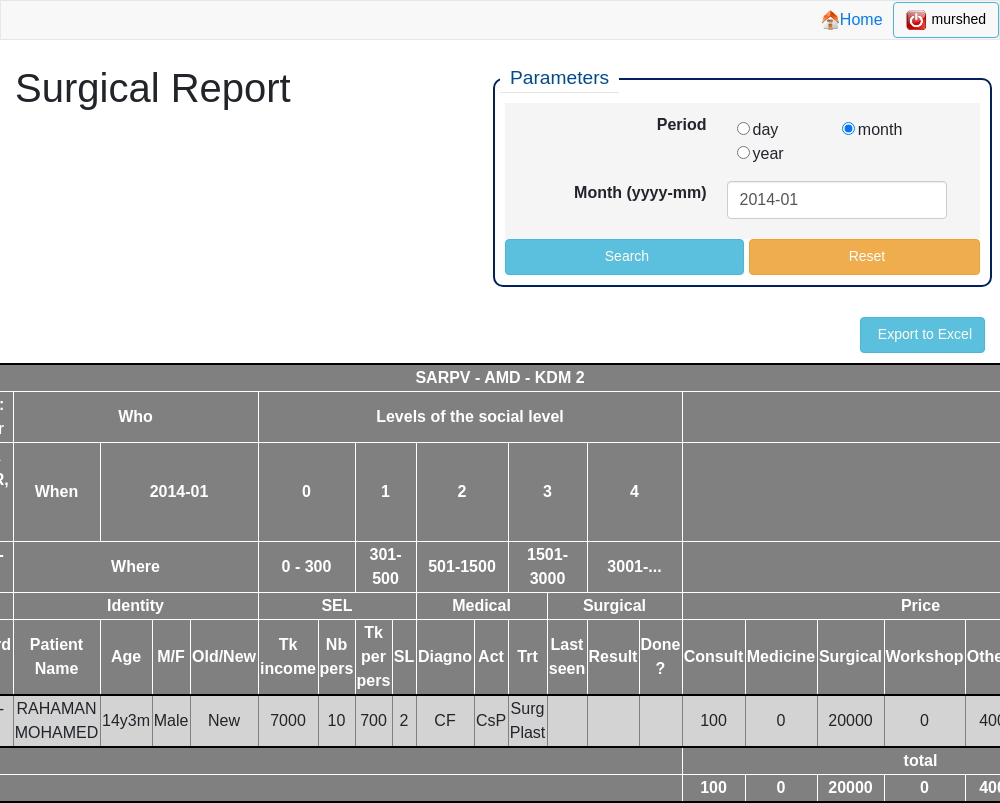 Home murshed
Surgical Report
Parameters
Period
day month
year
Month (yyyy-mm) 2014-01
Search Reset
Export to Excel
SARPV - AMD - KDM 2
Who Levels of the social level
When 2014-01 0 1 2 3 4
Where 0 - 300 301-500 501-1500 1501-3000 3001-...
Identity SEL Medical Surgical Price
Patient Name Age M/F Old/New Tk income Nb pers Tk per pers SL Diagno Act Trt Last seen Result Done ? Consult Medicine Surgical Workshop
RAHAMAN MOHAMED 14y3m Male New 7000 10 700 2 CF CsP Surg Plast 100 0 20000 0
total
100 0 20000 0